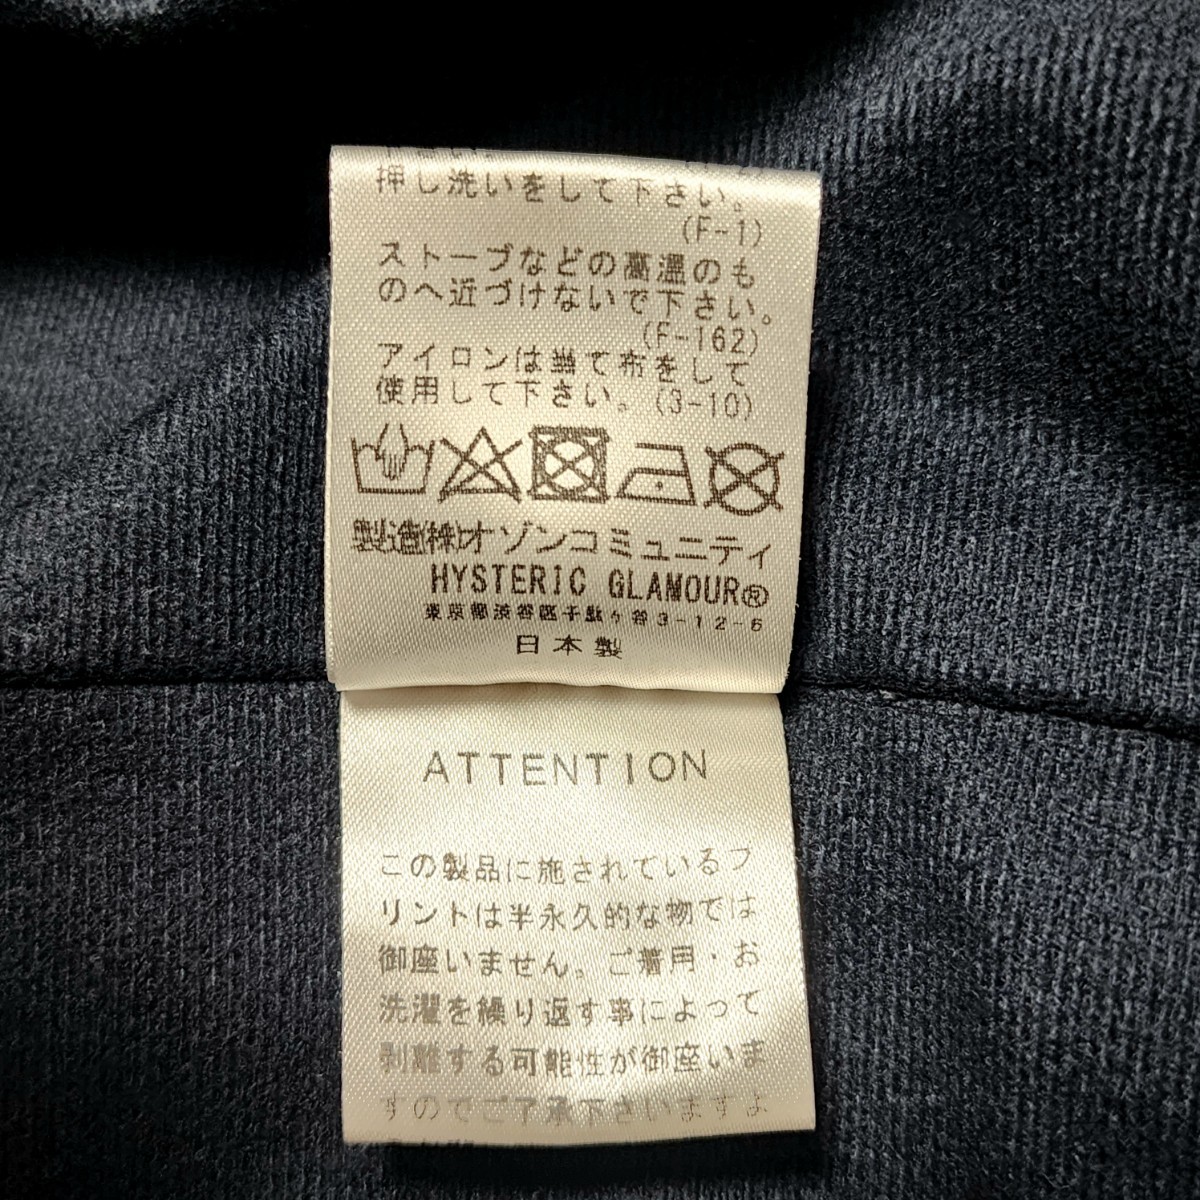 押し洗いをして下さい。
(F-1)
ストーブなどの高温のも
のへ近づけないで下さい。
(F-162)
アイロンは当て布をして
使用して下さい。(3-10)
製造(株)オゾンコミュニティ
HYSTERIC GLAMOUR®
東京都渋谷区千駄ヶ谷3-12-6
日本製
ATTENTION
この製品に施されているプ
リントは半永久的な物では
御座いません。ご着用・お
洗濯を繰り返す事によって
剥離する可能性が御座いま
すのでご了承下さいますよ